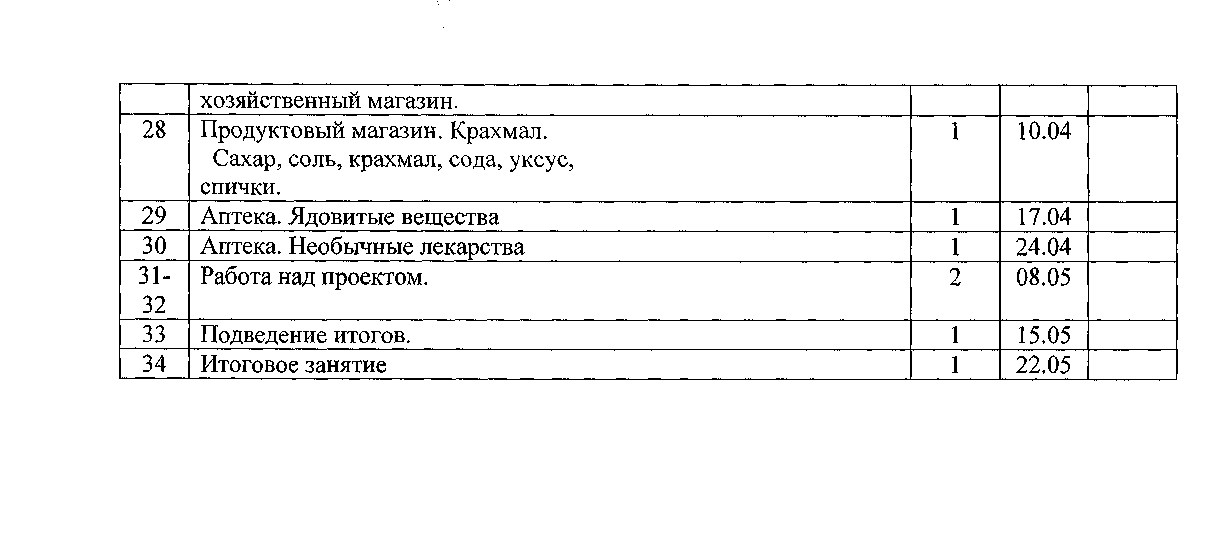 хозяйственный магазин.
28 Продуктовый магазин. Крахмал. 1 10.04
Сахар, соль, крахмал, сода, уксус,
спички.
29 Аптека. Ядовитые вещества 1 17.04
30 Аптека. Необычные лекарства 1 24.04
31- Работа над проектом. 2 08.05
32
33 Подведение итогов. 1 15.05
34 Итоговое занятие 1 22.05